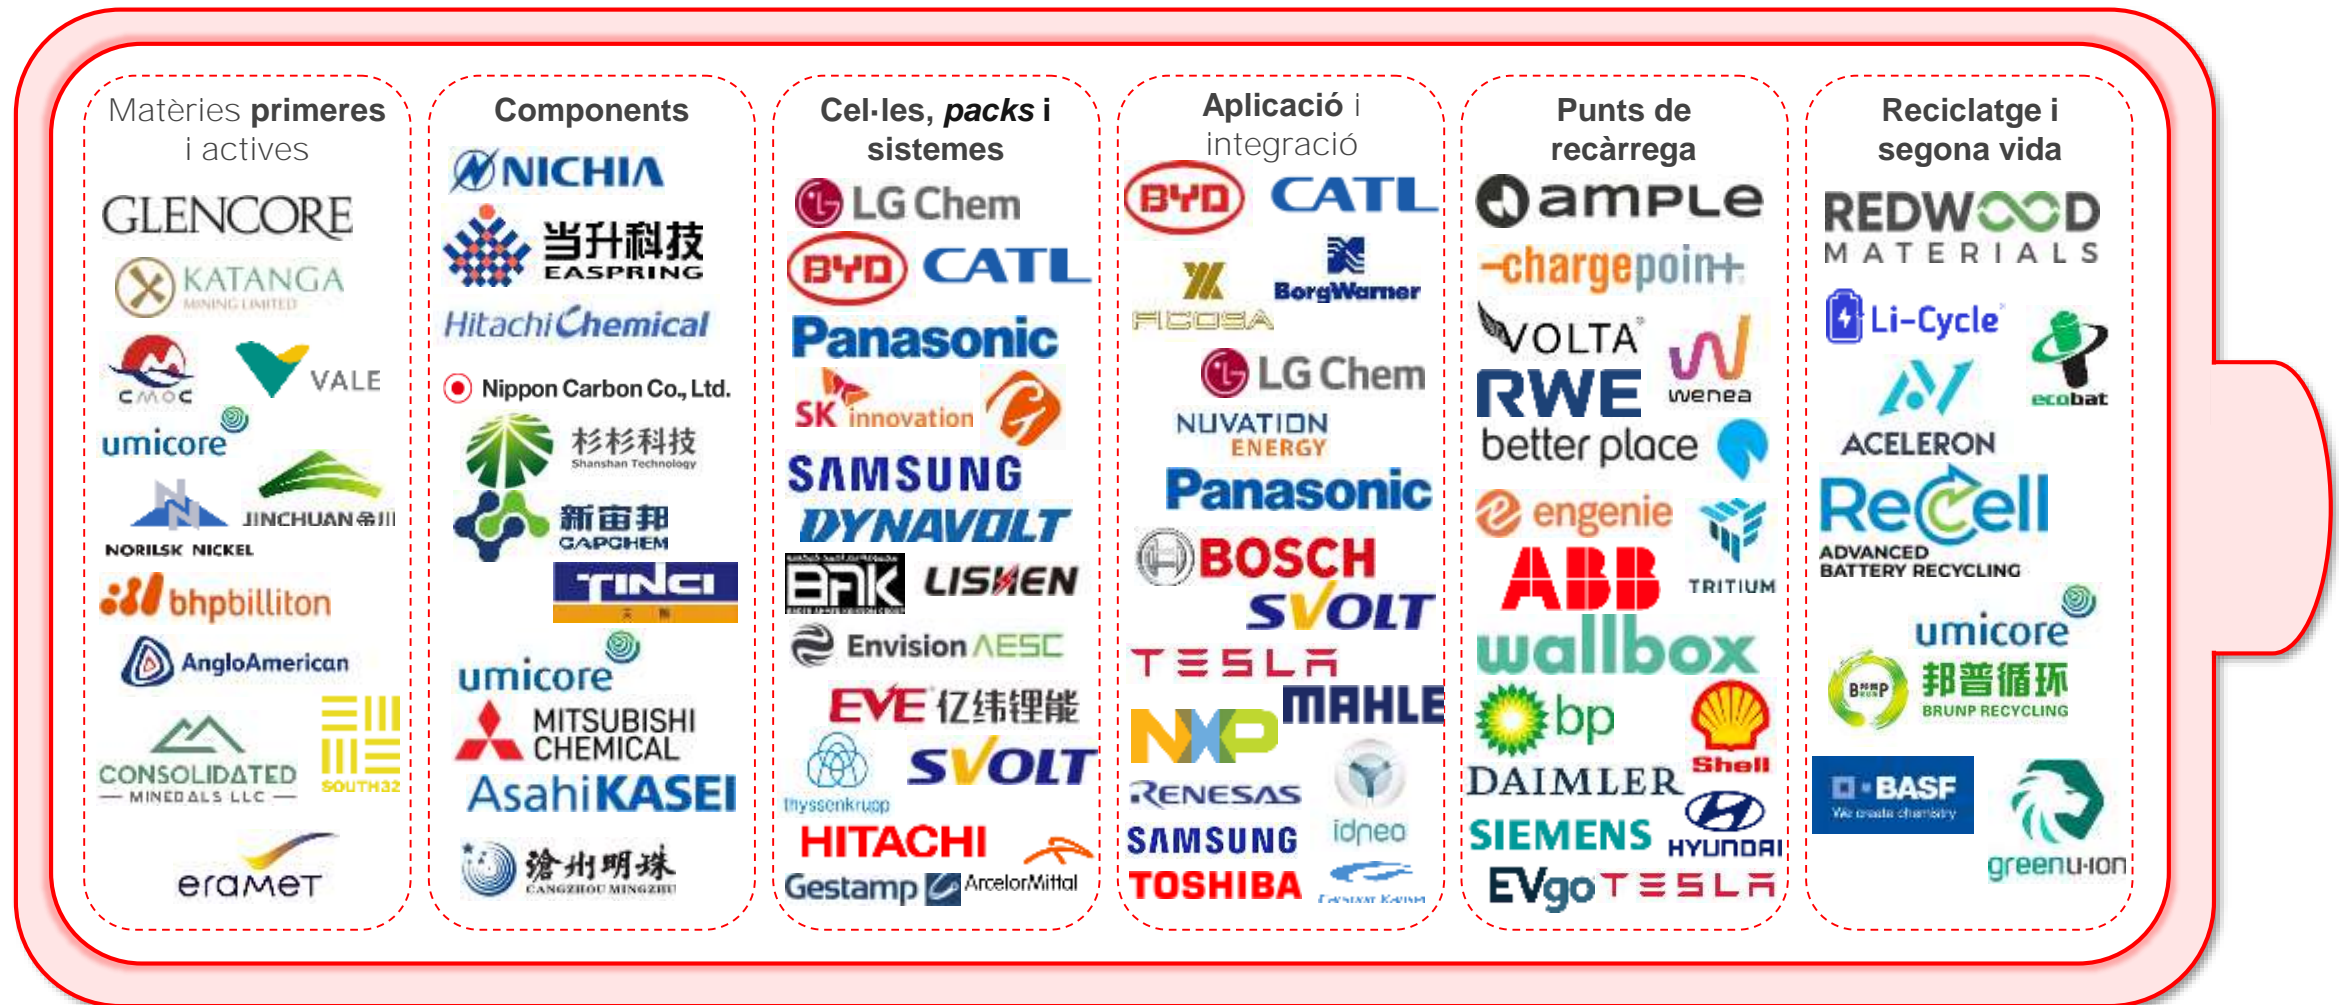 Matèries primeres
i actives
GLENCORE
KATANGA
MINING LIMITED
CMOC
VALE
umicore
JINCHUAN 金川
NORILSK NICKEL
bhpbilliton
AngloAmerican
CONSOLIDATED
MINERALS LLC
SOUTH32
eramet
Components
NICHIA
当升科技
EASPRING
Hitachi Chemical
Nippon Carbon Co., Ltd.
杉杉科技
Shanshan Technology
新宙邦
CAPCHEM
TINCI
umicore
MITSUBISHI
CHEMICAL
AsahiKASEI
沧州明珠
CANGZHOU MINGZHU
Cel·les, packs i
sistemes
LG Chem
BYD CATL
Panasonic
SK innovation
SAMSUNG
DYNAVOLT
BAK LISHEN
Envision AESC
EVE 亿纬锂能
thyssenkrupp
SVOLT
HITACHI
Gestamp ArcelorMittal
Aplicació i
integració
BYD CATL
FICOSA
BorgWarner
LG Chem
NUVATION
ENERGY
Panasonic
BOSCH
SVOLT
TESLA
MAHLE
NXP
RENESAS
idneo
SAMSUNG
TOSHIBA
Punts de
recàrrega
ample
-chargepoint.
VOLTA
wenea
RWE
better place
engenie
TRITIUM
ABB
wallbox
bp
Shell
DAIMLER
SIEMENS HYUNDAI
EVgo TESLA
Reciclatge i
segona vida
REDWOOD
MATERIALS
Li-Cycle
ecobat
ACELERON
ReCell
ADVANCED
BATTERY RECYCLING
umicore
BRUNP
邦普循环
BRUNP RECYCLING
BASF
We create chemistry
greenli-ion